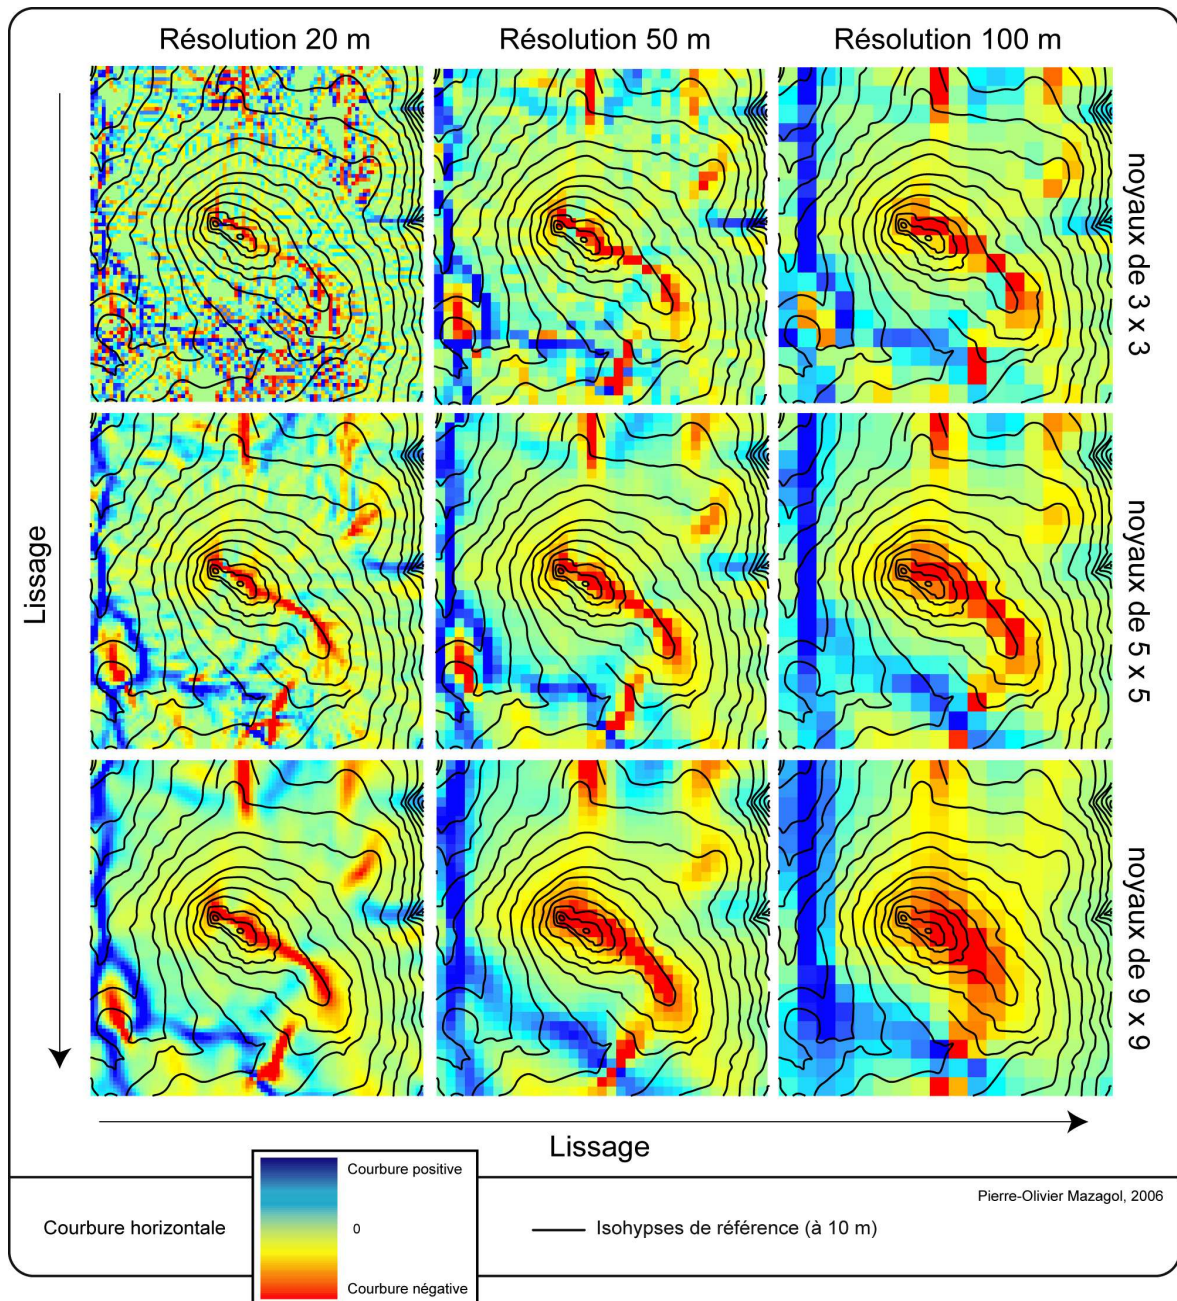 Résolution 20 m
Résolution 50 m
Résolution 100 m
noyaux de 3 x 3
noyaux de 5 x 5
noyaux de 9 x 9
Lissage
Lissage
Courbure horizontale
Courbure positive
0
Courbure négative
Isohypses de référence (à 10 m)
Pierre-Olivier Mazagol, 2006